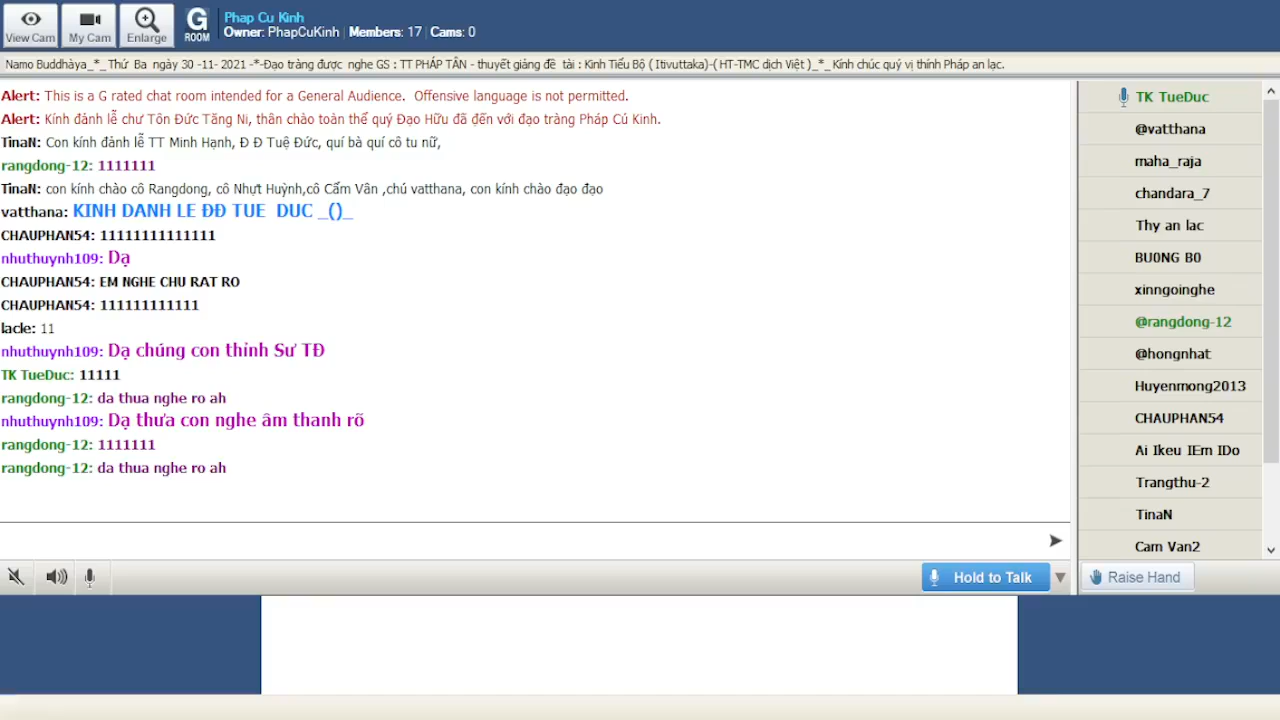 Phap Cu Kinh
View Cam My Cam Enlarge G ROOM Owner: PhapCuKinh | Members: 17 | Cams: 0
Namo Buddhàya_*_Thứ Ba ngày 30 -11- 2021 -*-Đạo tràng được nghe GS : TT PHÁP TÂN - thuyết giảng đề tài : Kinh Tiểu Bộ ( Itivuttaka)-( HT-TMC dịch Việt )_*_ Kính chúc quý vị thính Pháp an lạc.
Alert: This is a G rated chat room intended for a General Audience. Offensive language is not permitted.
Alert: Kính đảnh lễ chư Tôn Đức Tăng Ni, thân chào toàn thể quý Đạo Hữu đã đến với đạo tràng Pháp Cú Kinh.
TinaN: Con kính đảnh lễ TT Minh Hạnh, Đ Đ Tuệ Đức, quí bà quí cô tu nữ,
rangdong-12: 1111111
TinaN: con kính chào cô Rangdong, cô Nhựt Huỳnh,cô Cẩm Vân ,chú vatthana, con kính chào đạo đạo
vatthana: KINH DANH LE ĐĐ TUE DUC _()_
CHAUPHAN54: 11111111111111
nhuthuynh109: Dạ
CHAUPHAN54: EM NGHE CHU RAT RO
CHAUPHAN54: 111111111111
lacle: 11
nhuthuynh109: Dạ chúng con thính Sư TĐ
TK TueDuc: 11111
rangdong-12: da thua nghe ro ah
nhuthuynh109: Dạ thưa con nghe âm thanh rõ
rangdong-12: 1111111
rangdong-12: da thua nghe ro ah
TK TueDuc
@vatthana
maha_raja
chandara_7
Thy an lac
BU0NG B0
xinngoinghe
@rangdong-12
@hongnhat
Huyenmong2013
CHAUPHAN54
Ai Ikeu IEm IDo
Trangthu-2
TinaN
Cam Van2
Hold to Talk
Raise Hand